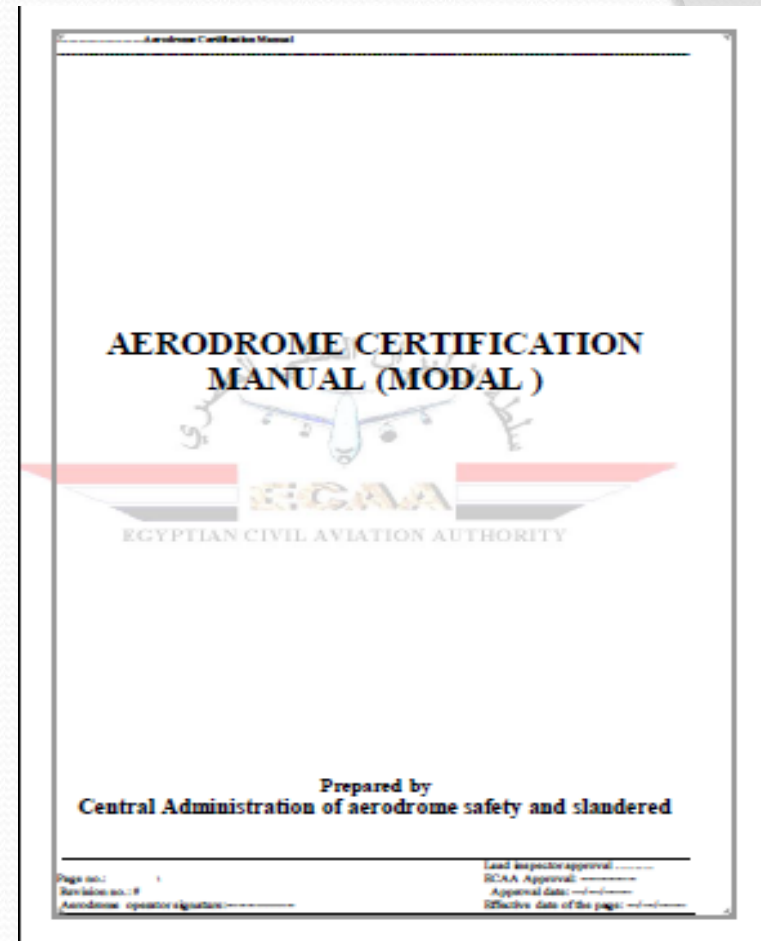 Aerodrome Certification Manual
AERODROME CERTIFICATION
MANUAL (MODAL )
ECAA
EGYPTIAN CIVIL AVIATION AUTHORITY
Prepared by
Central Administration of aerodrome safety and slandered
Lead inspector approval ............
Page no.:
ECAA Approval: ---------------
Revision no. : #
Approval date: ---/---/-------
Aerodrome operator signature: ------------------
Effective date of the page: ---/---/-------